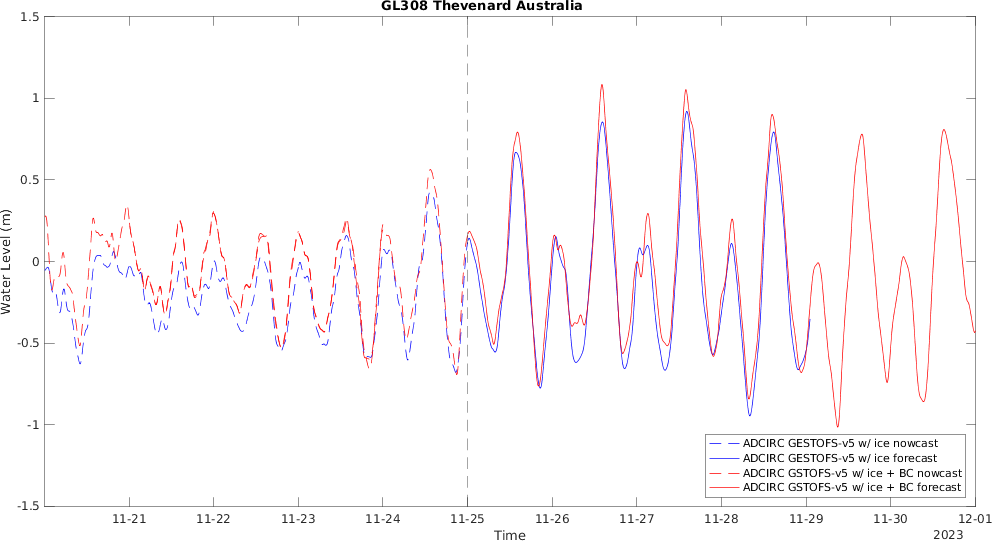 GL308 Thevenard Australia
1.5
1
0.5
0
-0.5
-1
-1.5
Water Level (m)
ADCIRC GESTOFS-v5 w/ ice nowcast
ADCIRC GESTOFS-v5 w/ ice forecast
ADCIRC GSTOFS-v5 w/ ice + BC nowcast
ADCIRC GSTOFS-v5 w/ ice + BC forecast
11-21 11-22 11-23 11-24 11-25 11-26 11-27 11-28 11-29 11-30 12-01
Time
2023